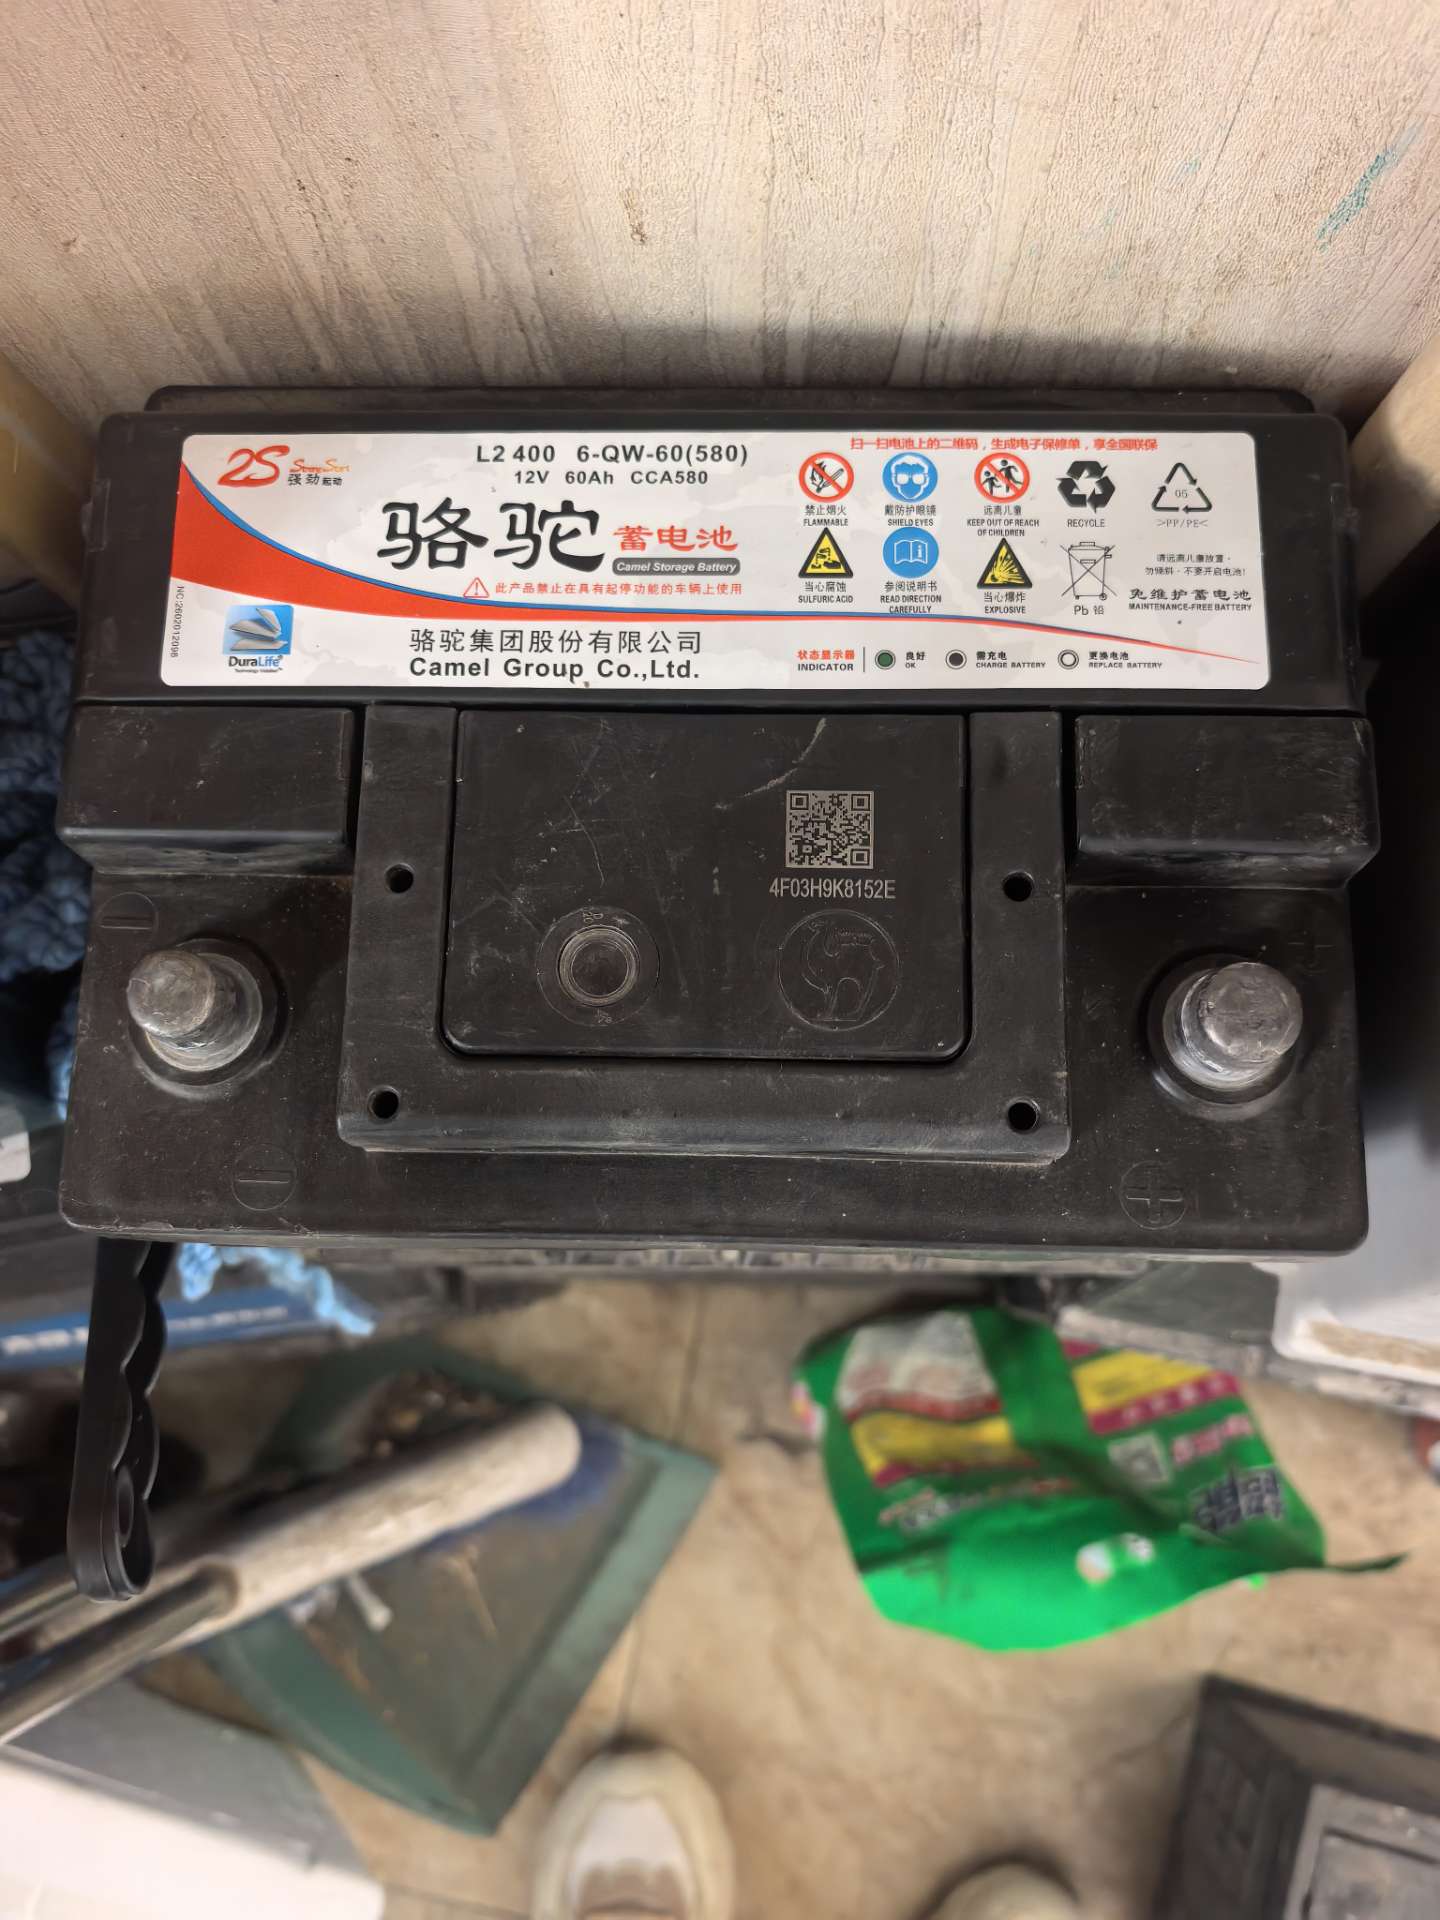 2S Strong Start
强劲起动
L2 400 6-QW-60(580)
12V 60Ah CCA580
骆驼蓄电池
Camel Storage Battery
此产品禁止在具有起停功能的车辆上使用
NC:2602012098
DuraLife®
骆驼集团股份有限公司
Camel Group Co.,Ltd.
扫一扫电池上的二维码，生成电子保修单，享全国联保
禁止烟火
FLAMMABLE
戴防护眼镜
SHIELD EYES
远离儿童
KEEP OUT OF REACH
OF CHILDREN
RECYCLE
05
>PP/PE<
当心腐蚀
SULFURIC ACID
参阅说明书
READ DIRECTION
CAREFULLY
当心爆炸
EXPLOSIVE
Pb 铅
请远离儿童放置，
勿倾斜，不要开启电池!
免维护蓄电池
MAINTENANCE-FREE BATTERY
状态显示器
INDICATOR
良好
OK
需充电
CHARGE BATTERY
更换电池
REPLACE BATTERY
4F03H9K8152E